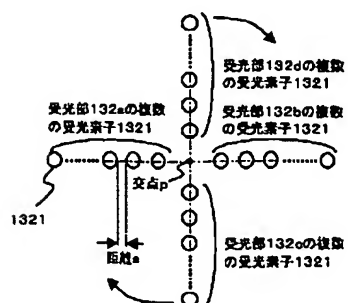 受光部132dの複数
の受光素子1321
受光部132aの複数
の受光素子1321
受光部132bの複数
の受光素子1321
交点p
1321
距離a
受光部132cの複数
の受光素子1321